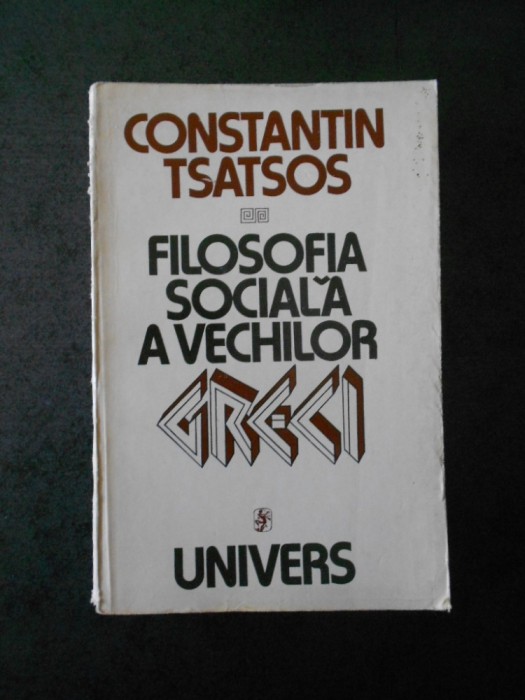 CONSTANTIN
TSATSOS
FILOSOFIA
SOCIALĂ
A VECHILOR
GRECI
UNIVERS